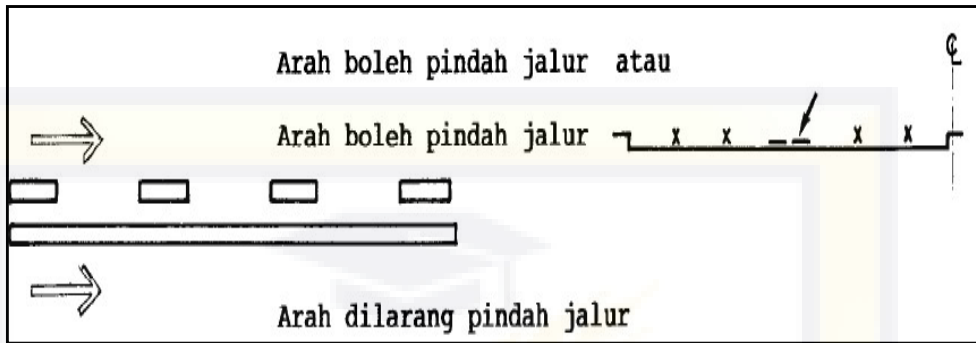 Arah boleh pindah jalur atau
℄
Arah boleh pindah jalur
x x x x
Arah dilarang pindah jalur